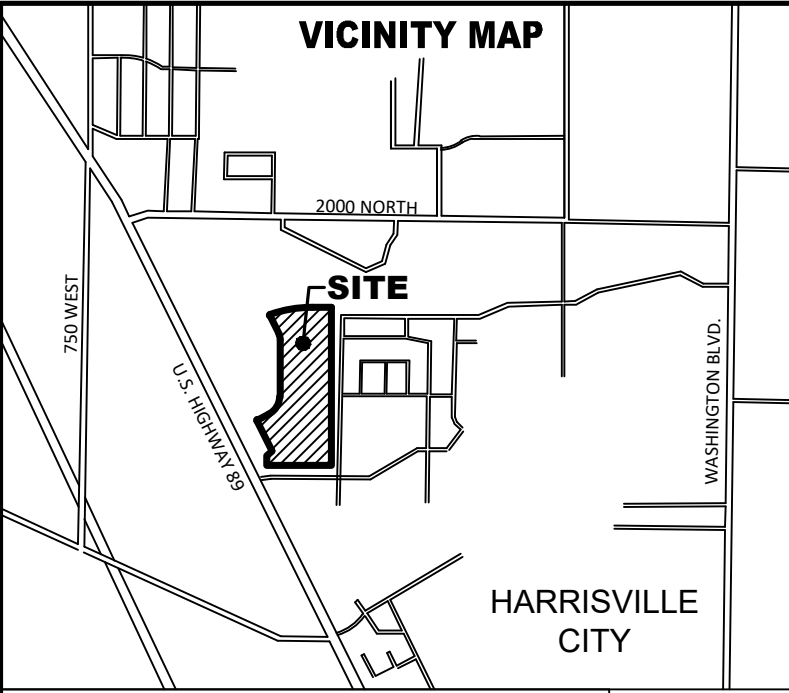 VICINITY MAP
2000 NORTH
SITE
750 WEST
U.S. HIGHWAY 89
WASHINGTON BLVD.
HARRISVILLE
CITY